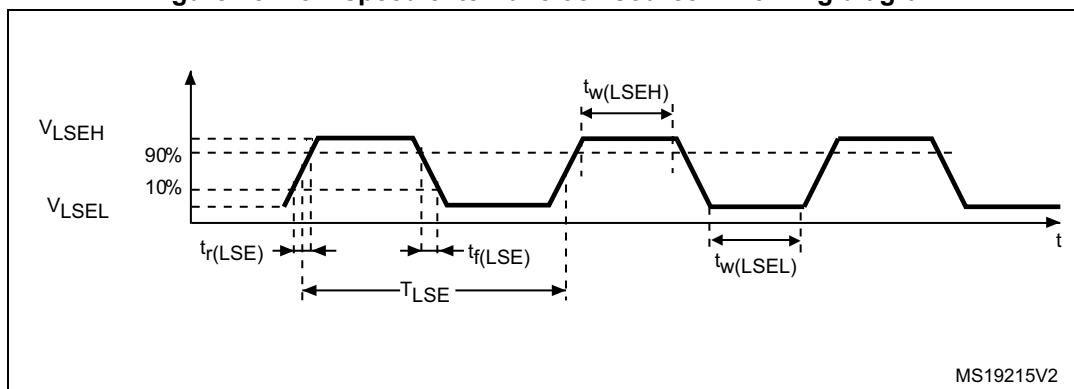 tw(LSEH)
VLSEH
90%
10%
VLSEL
tr(LSE)
tf(LSE)
t
tw(LSEL)
TLSE
MS19215V2